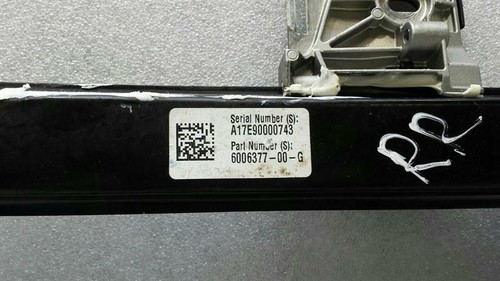 Serial Number (S):
A17E90000743
Part Number (S):
6006377-00-G
RR